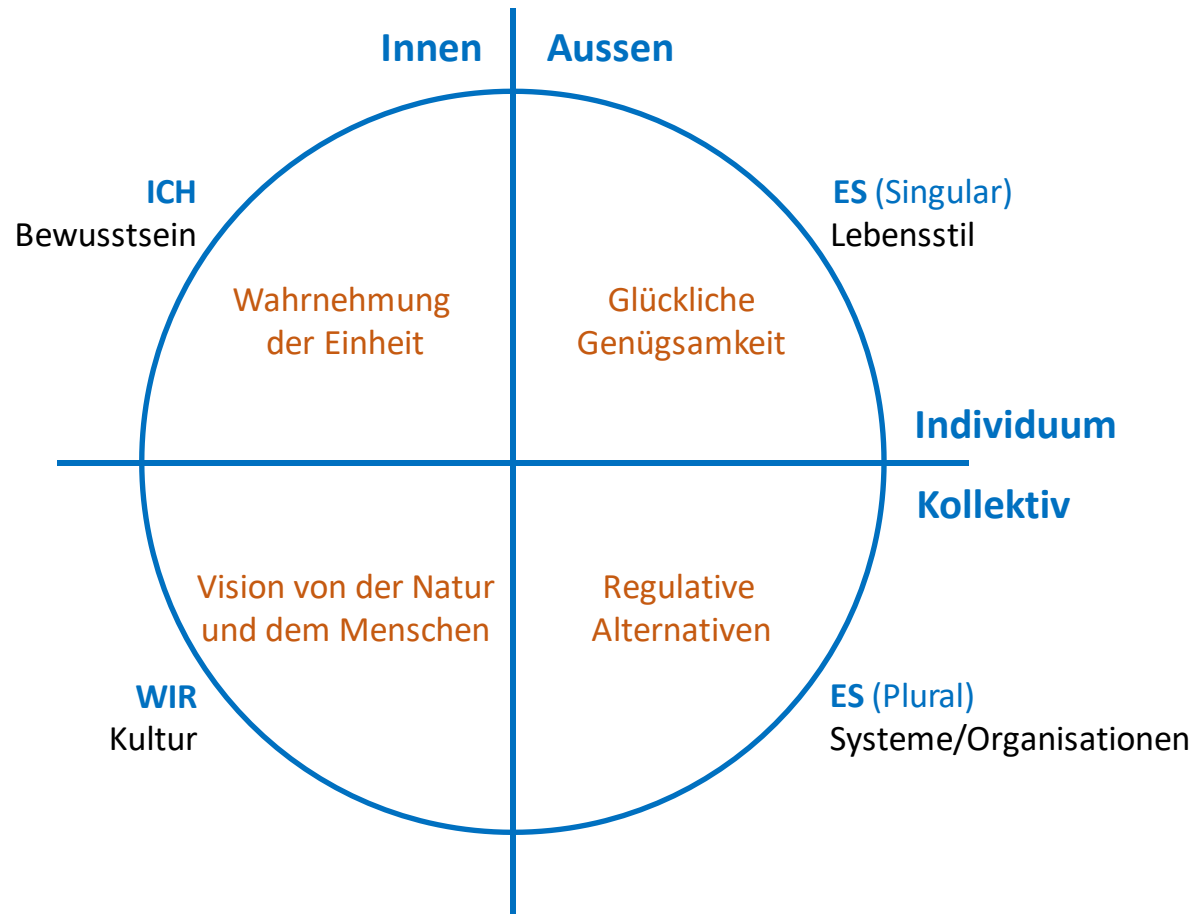 Innen
Aussen
ICH
Bewusstsein
ES (Singular)
Lebensstil
Wahrnehmung
der Einheit
Glückliche
Genügsamkeit
Individuum
Kollektiv
Vision von der Natur
und dem Menschen
Regulative
Alternativen
WIR
Kultur
ES (Plural)
Systeme/Organisationen